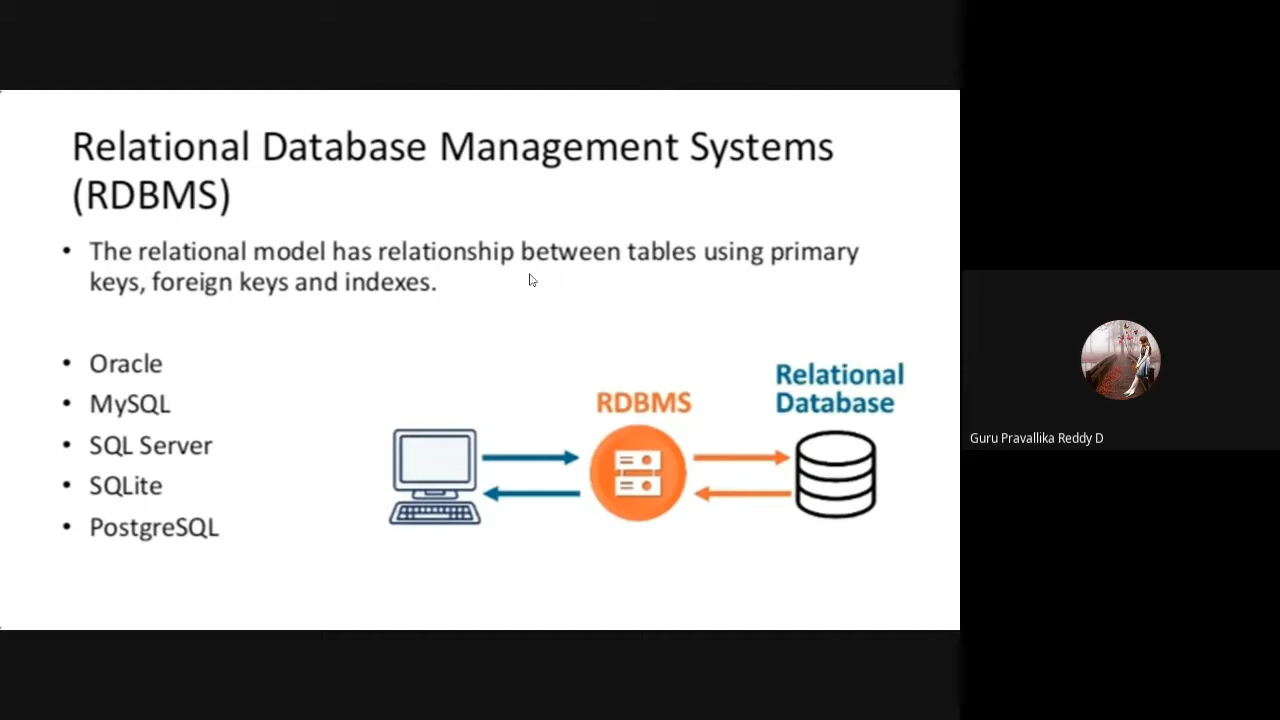 Relational Database Management Systems
(RDBMS)
• The relational model has relationship between tables using primary
keys, foreign keys and indexes.
• Oracle
• MySQL
• SQL Server
• SQLite
• PostgreSQL
RDBMS
Relational
Database
Guru Pravallika Reddy D